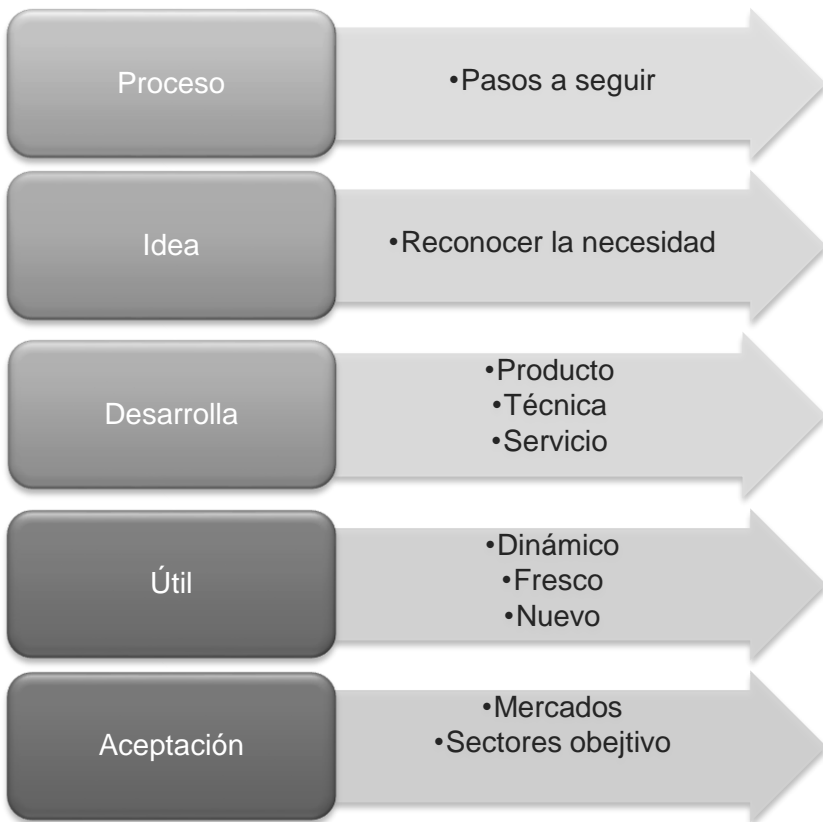 Proceso
•Pasos a seguir
Idea
•Reconocer la necesidad
Desarrolla
•Producto
•Técnica
•Servicio
Útil
•Dinámico
•Fresco
•Nuevo
Aceptación
•Mercados
•Sectores obejtivo